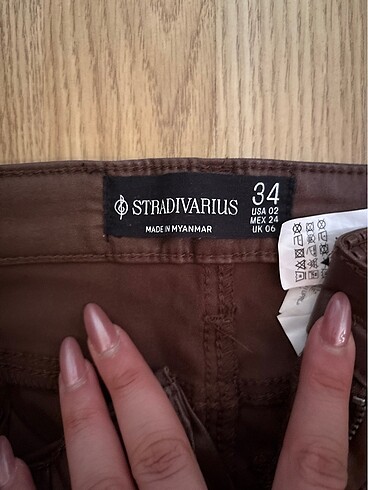 STRADIVARIUS
MADE IN MYANMAR
34
USA 02
MEX 24
UK 06